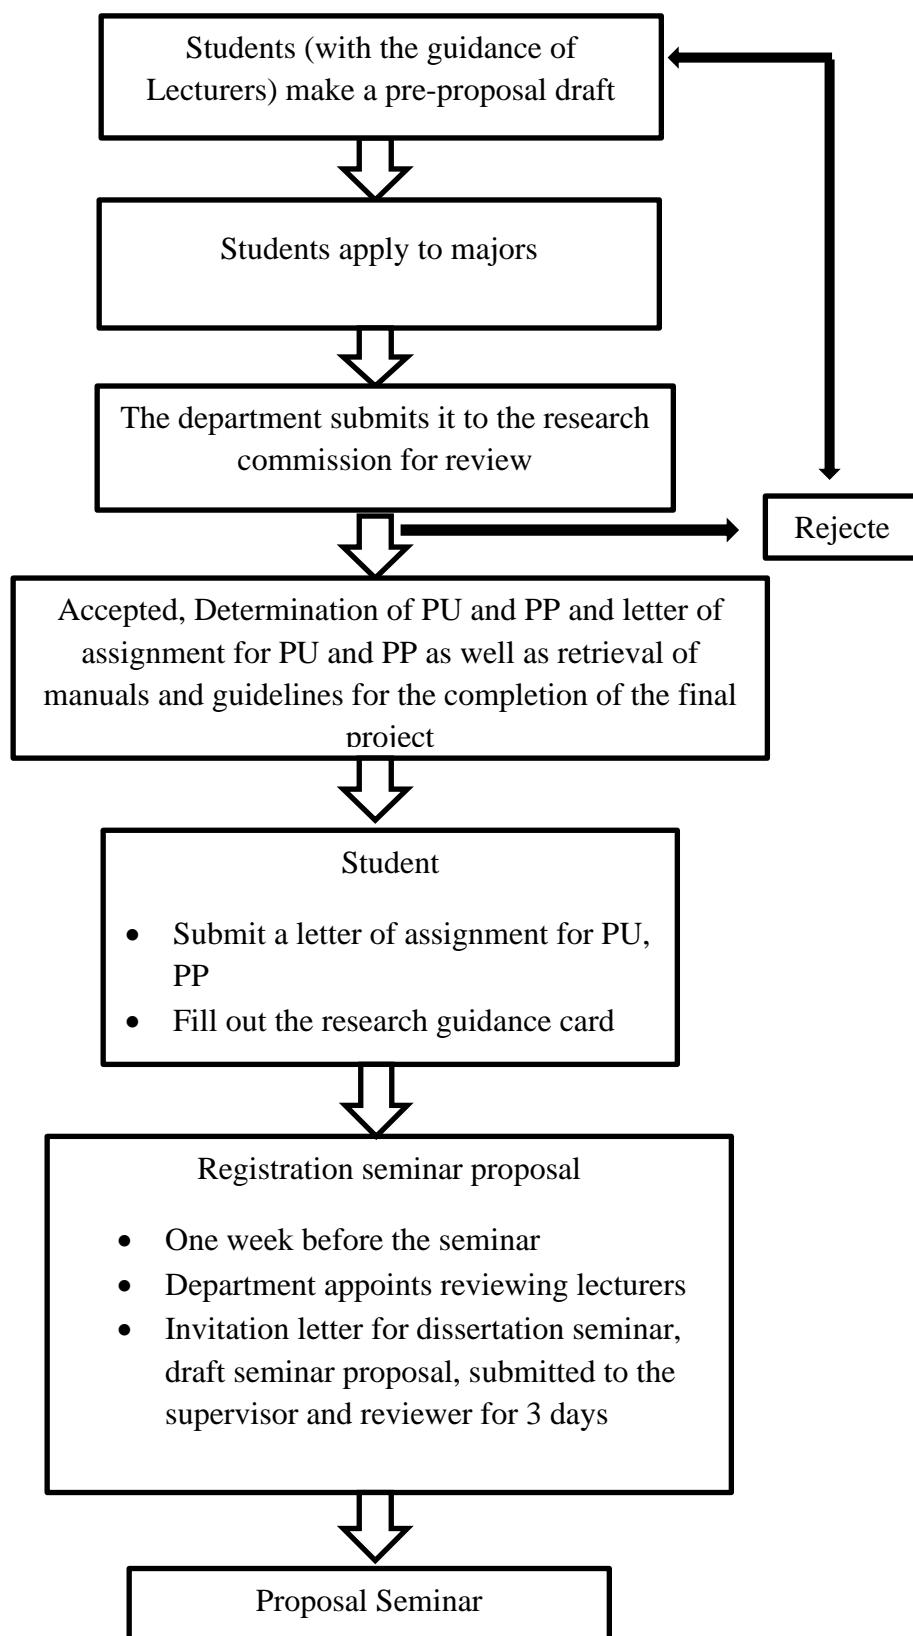 Students (with the guidance of
Lecturers) make a pre-proposal draft
Students apply to majors
The department submits it to the research
commission for review
Rejecte
Accepted, Determination of PU and PP and letter of
assignment for PU and PP as well as retrieval of
manuals and guidelines for the completion of the final
project
Student
• Submit a letter of assignment for PU,
PP
• Fill out the research guidance card
Registration seminar proposal
• One week before the seminar
• Department appoints reviewing lecturers
• Invitation letter for dissertation seminar,
draft seminar proposal, submitted to the
supervisor and reviewer for 3 days
Proposal Seminar